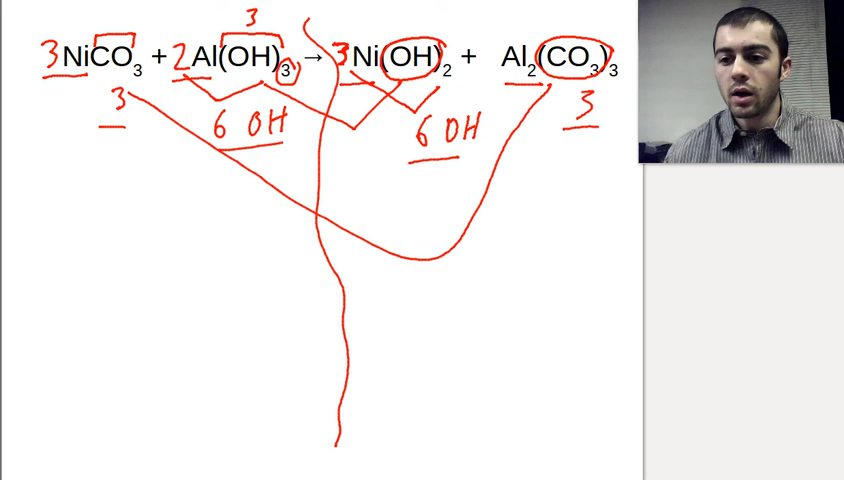 3
3NiCO3 + 2Al(OH)3 → 3Ni(OH)2 + Al2(CO3)3
3 6 OH 6 OH 3